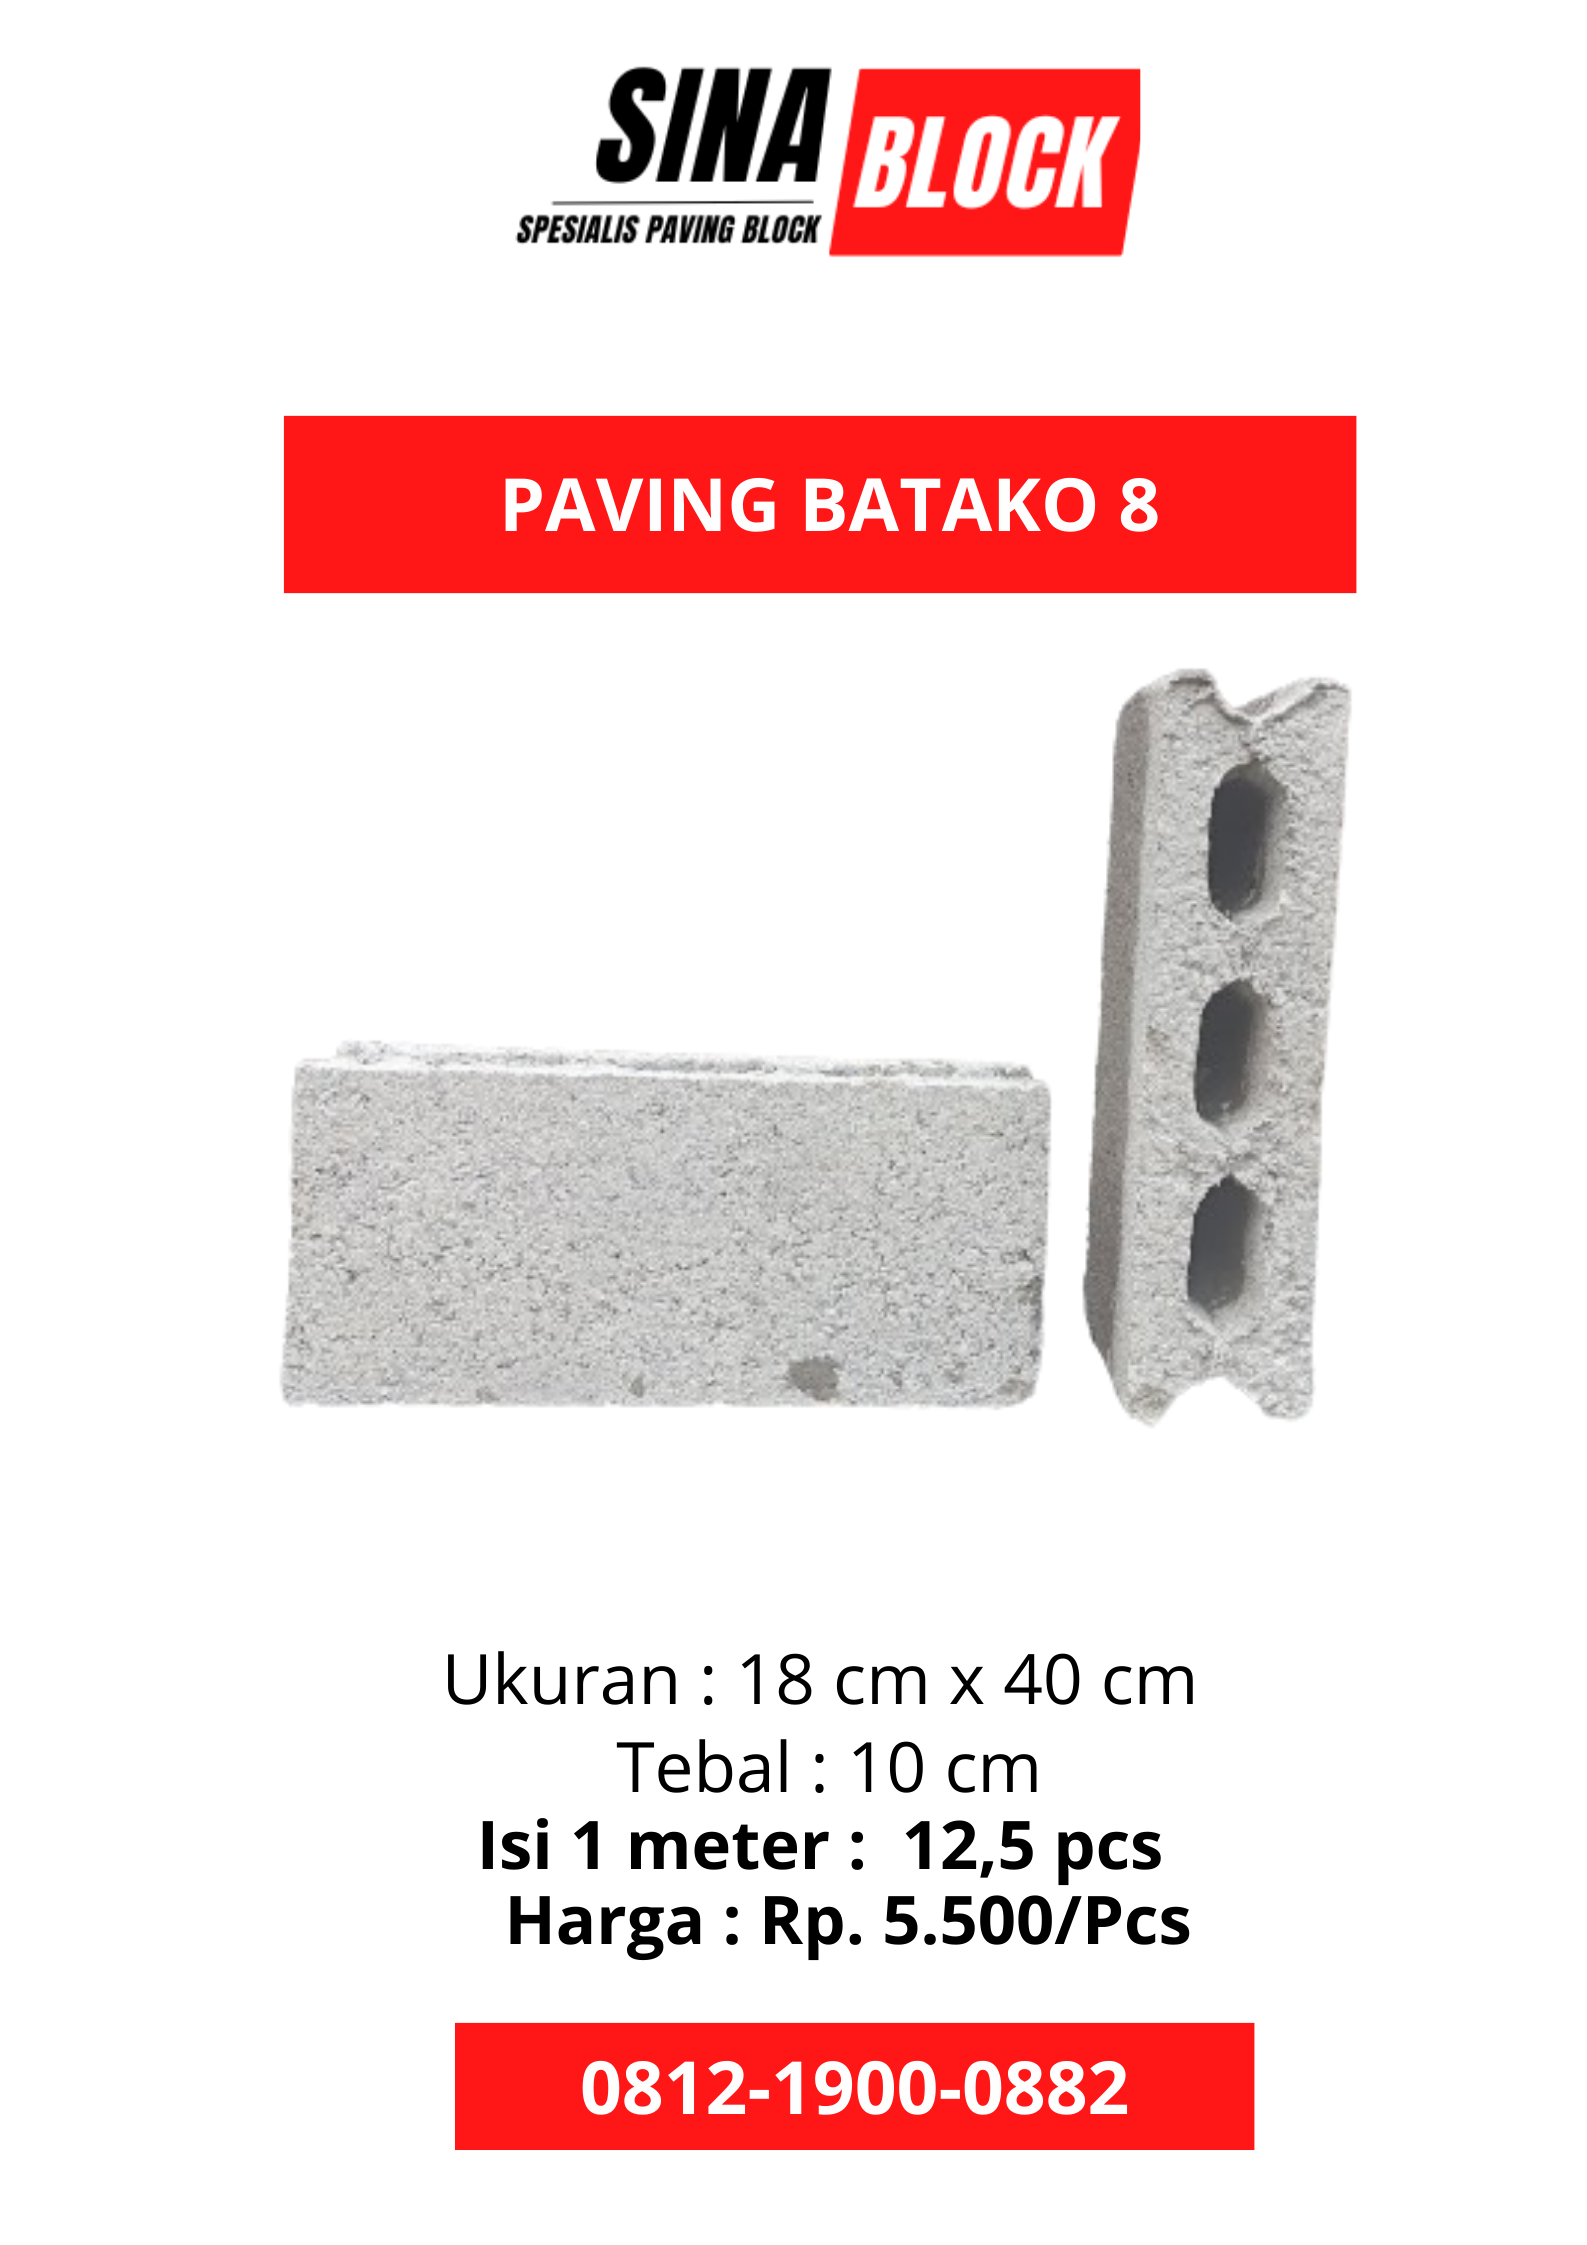 SINA
BLOCK
SPESIALIS PAVING BLOCK
PAVING BATAKO 8
Ukuran : 18 cm x 40 cm
Tebal : 10 cm
Isi 1 meter : 12,5 pcs
Harga : Rp. 5.500/Pcs
0812-1900-0882